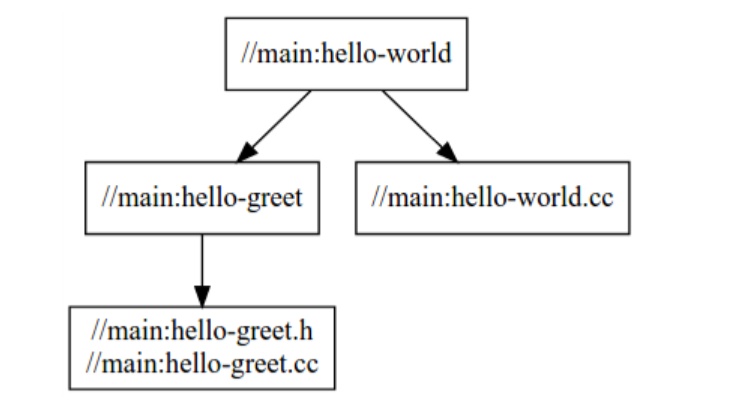 //main:hello-world
//main:hello-greet
//main:hello-world.cc
//main:hello-greet.h
//main:hello-greet.cc